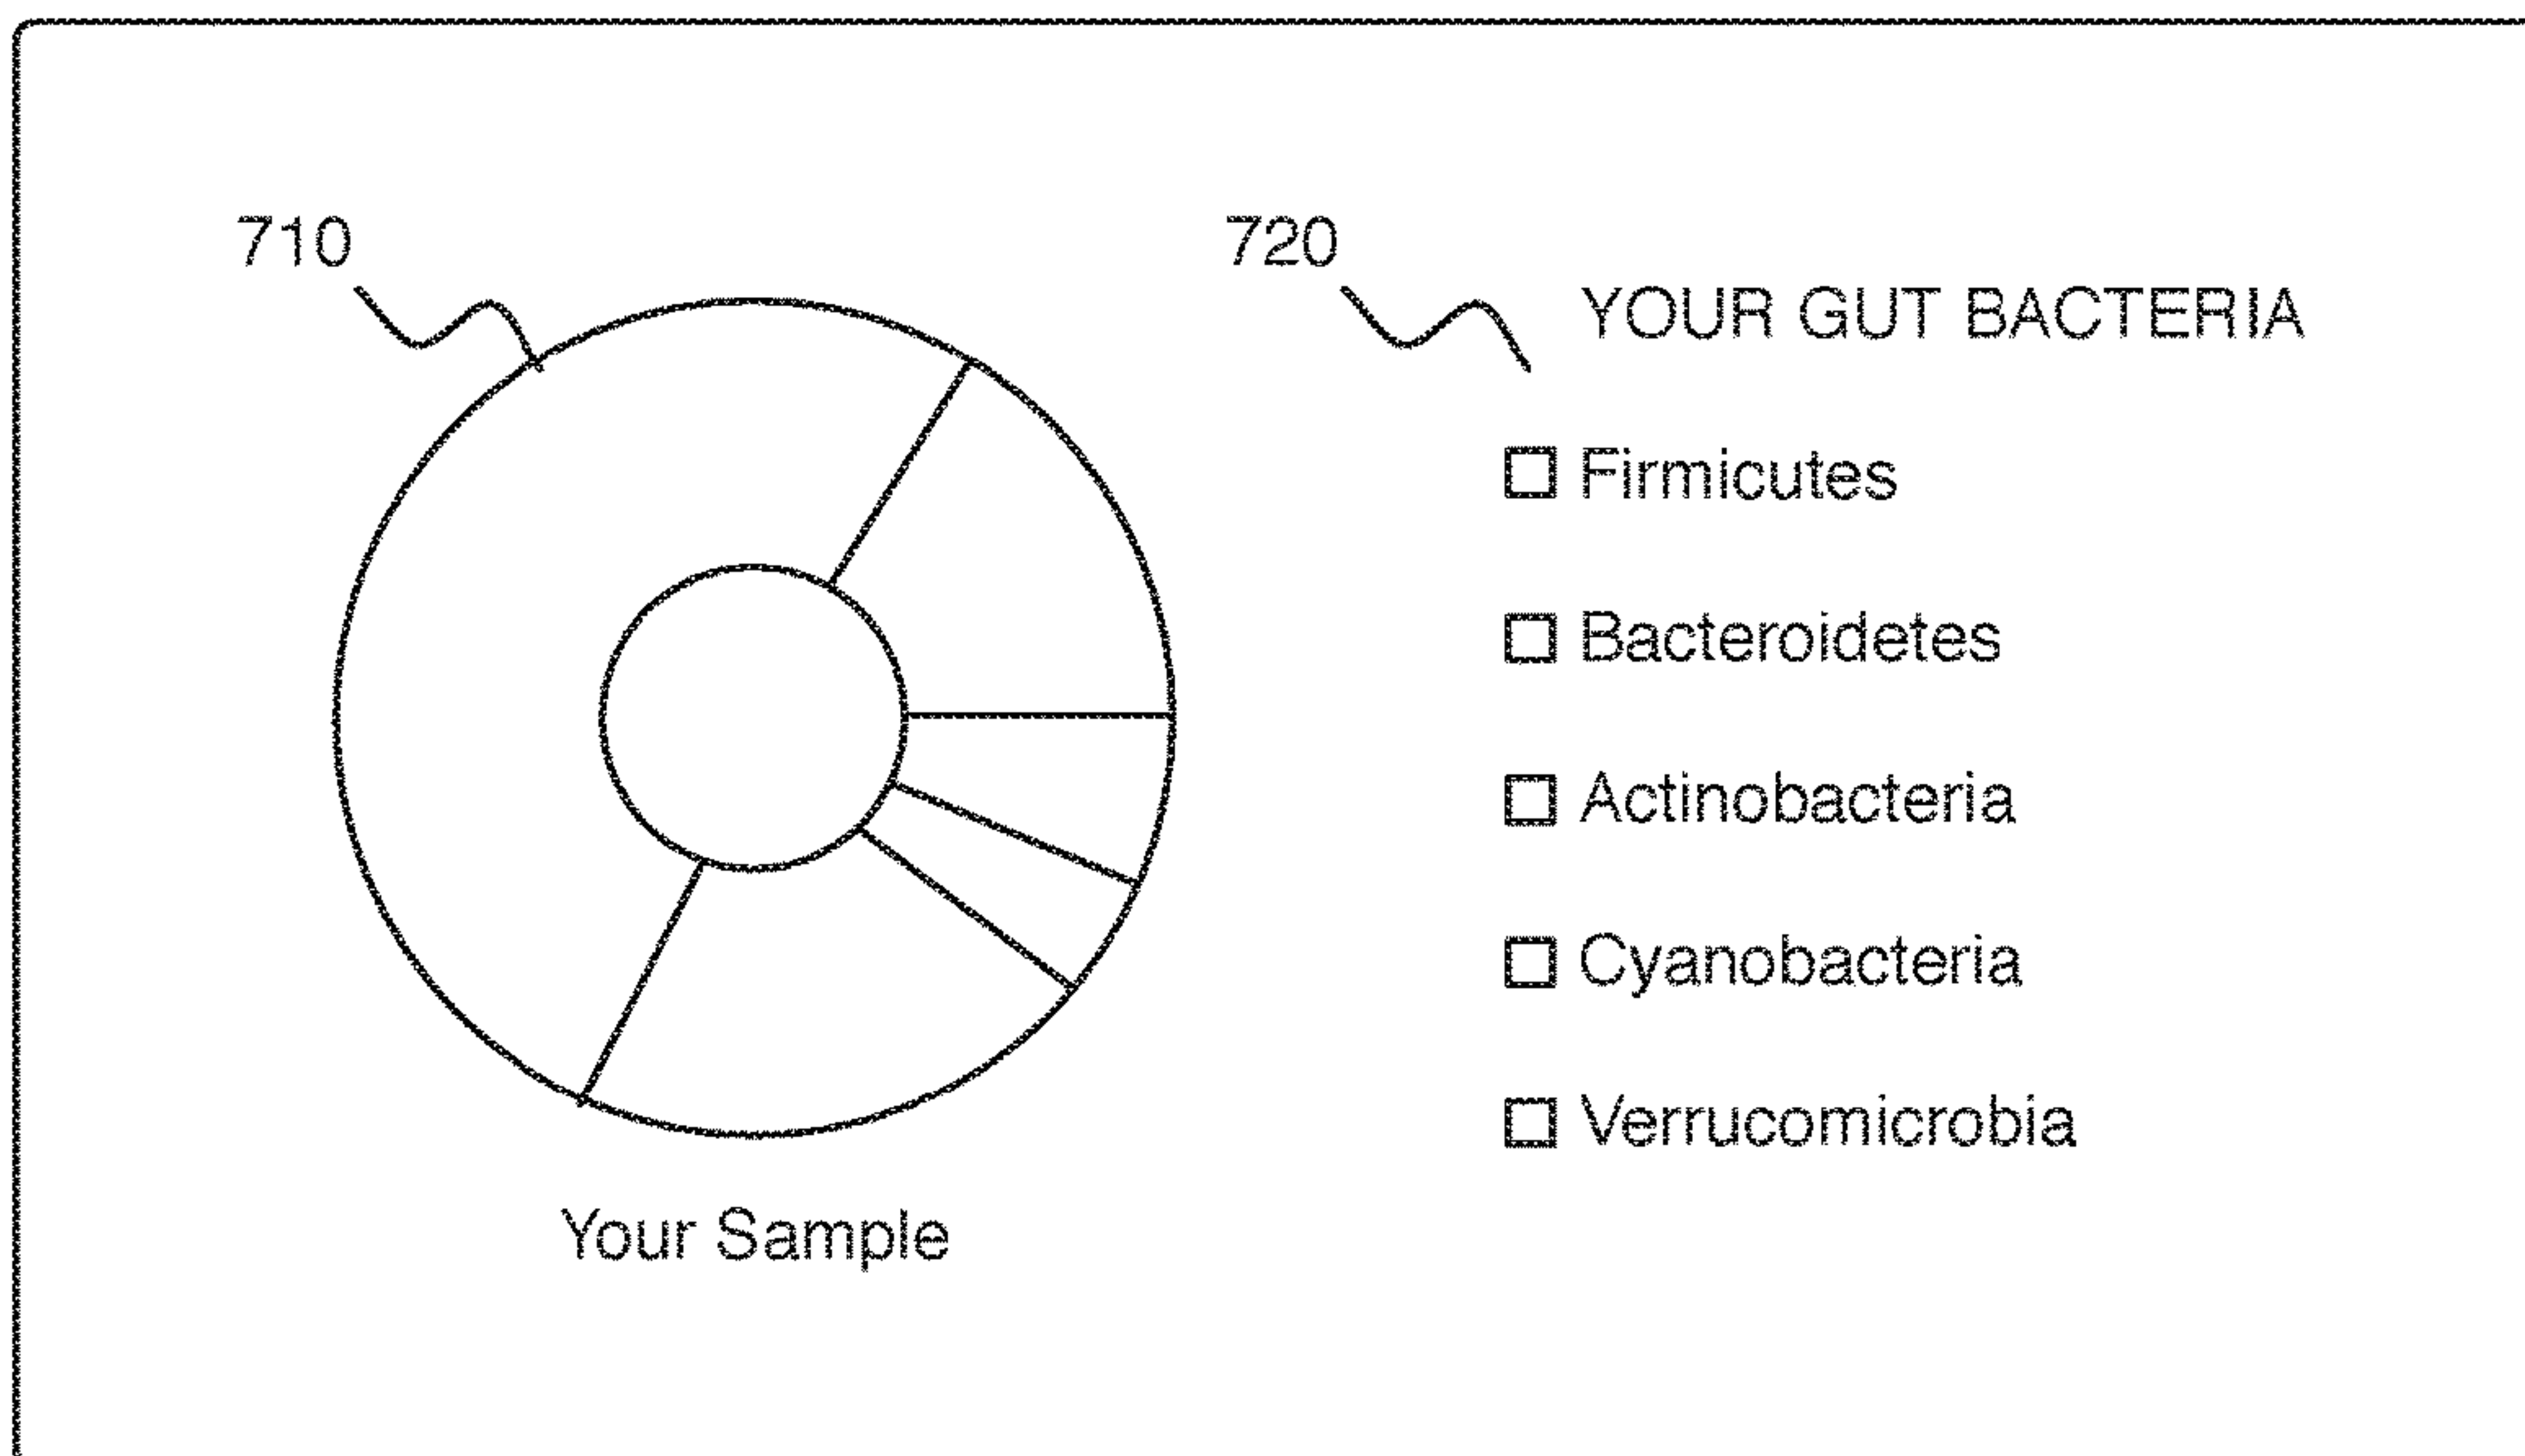 710
720
YOUR GUT BACTERIA
Firmicutes
Bacteroidetes
Actinobacteria
Cyanobacteria
Verrucomicrobia
Your Sample